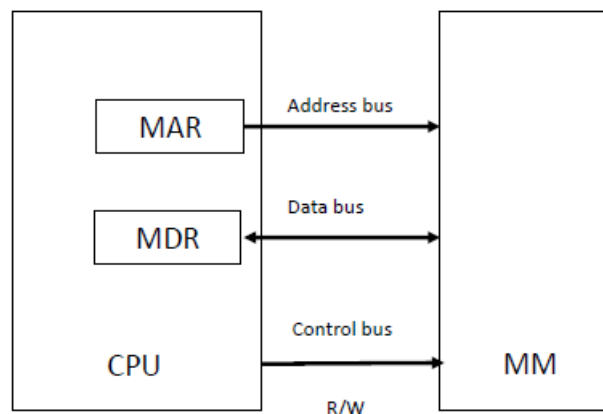 Address bus
MAR
Data bus
MDR
Control bus
CPU
MM
R/W